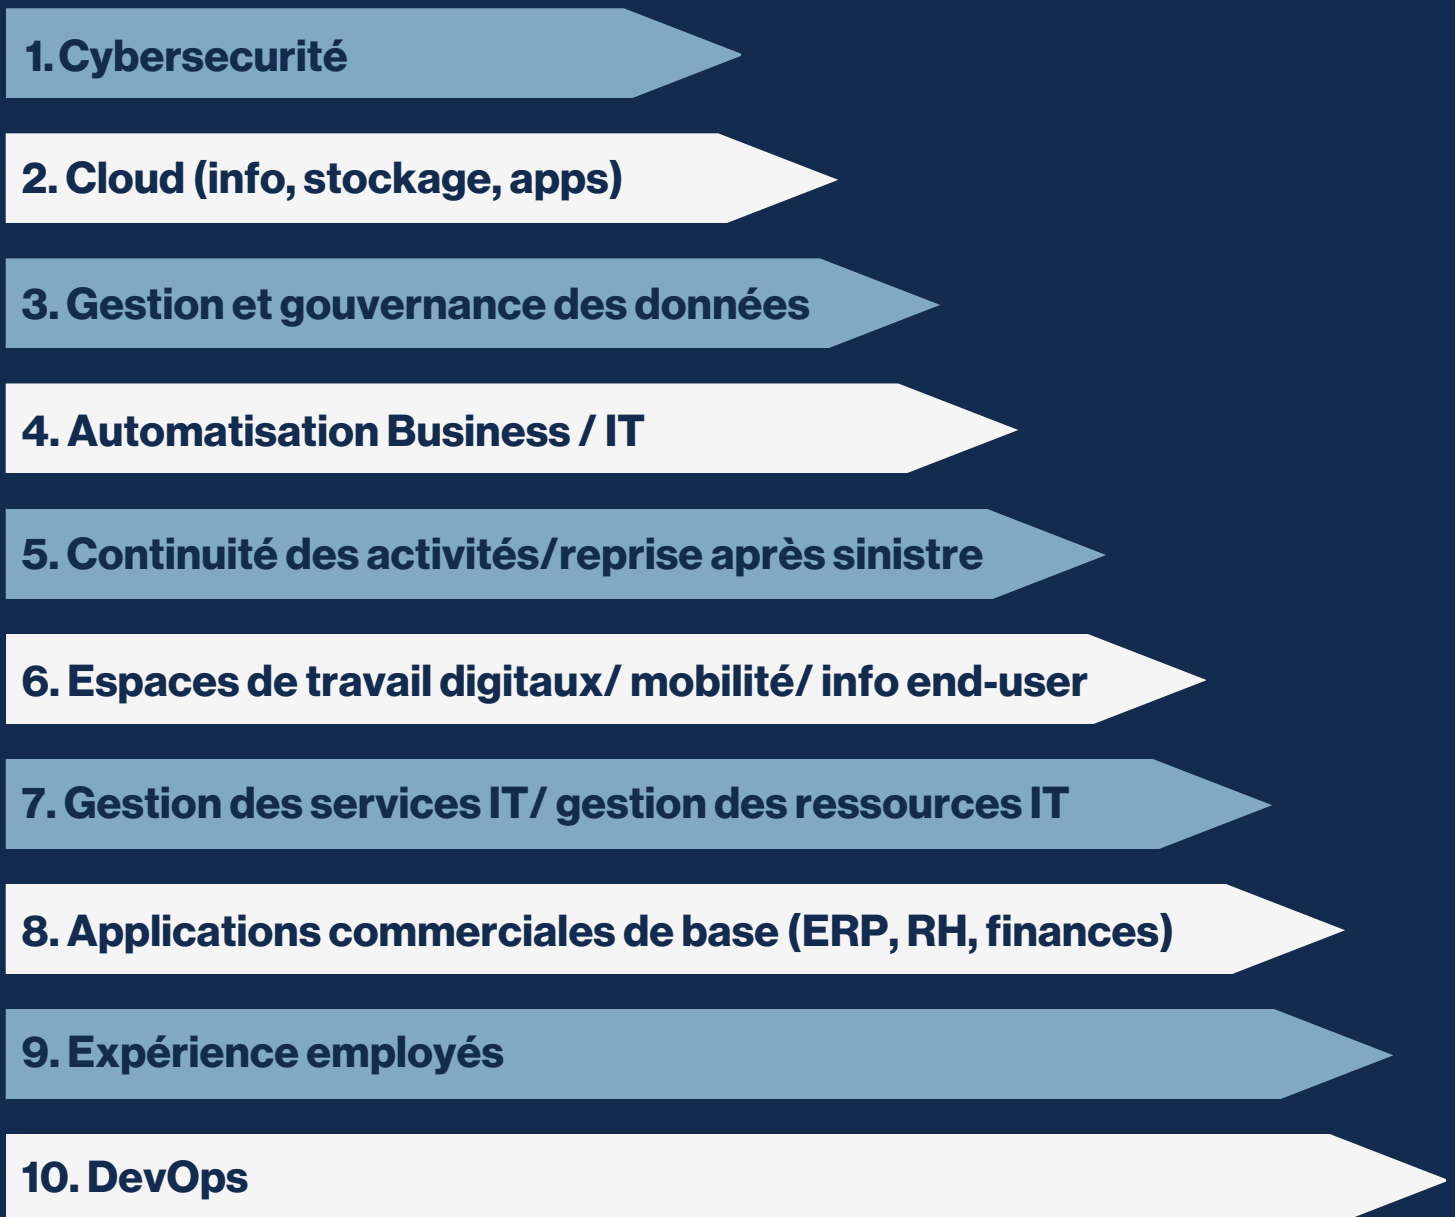 1. Cybersecurité
2. Cloud (info, stockage, apps)
3. Gestion et gouvernance des données
4. Automatisation Business / IT
5. Continuité des activités/reprise après sinistre
6. Espaces de travail digitaux/ mobilité/ info end-user
7. Gestion des services IT/ gestion des ressources IT
8. Applications commerciales de base (ERP, RH, finances)
9. Expérience employés
10. DevOps